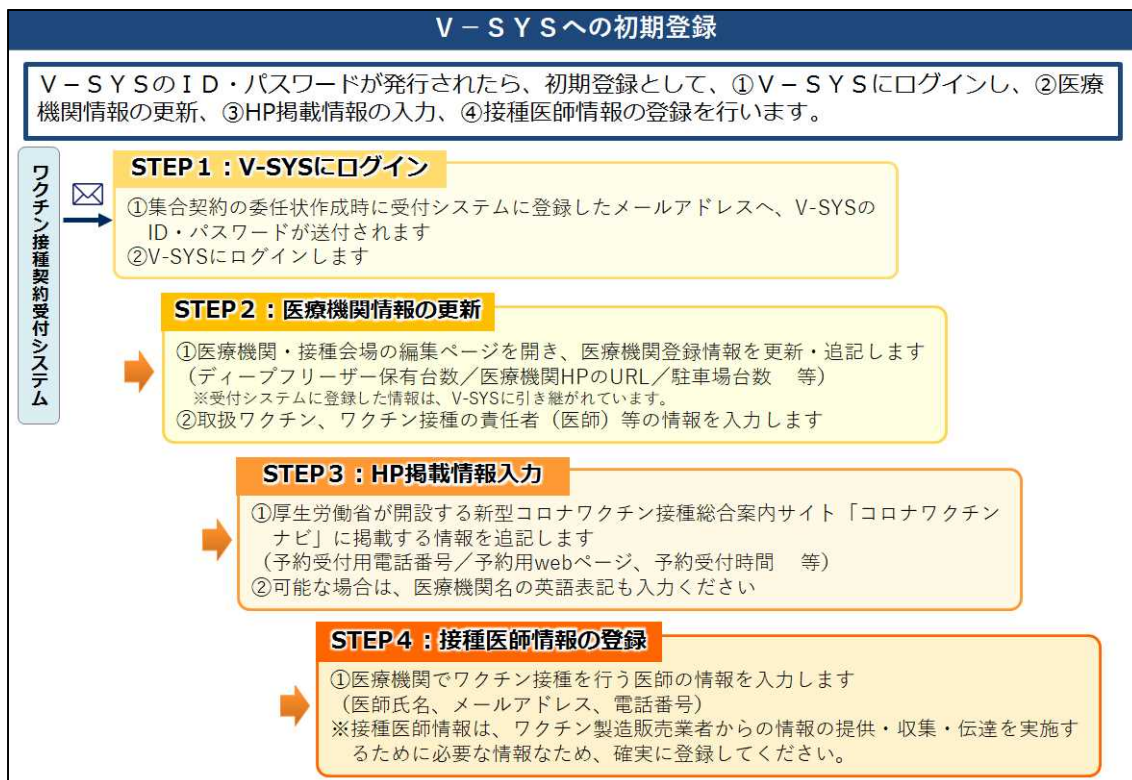 V－SYSへの初期登録
V－SYSのID・パスワードが発行されたら、初期登録として、①V－SYSにログインし、②医療
機関情報の更新、③HP掲載情報の入力、④接種医師情報の登録を行います。
ワクチン接種契約受付システム
STEP1：V-SYSにログイン
①集合契約の委任状作成時に受付システムに登録したメールアドレスへ、V-SYSの
ID・パスワードが送付されます
②V-SYSにログインします
STEP2：医療機関情報の更新
①医療機関・接種会場の編集ページを開き、医療機関登録情報を更新・追記します
（ディープフリーザー保有台数／医療機関HPのURL／駐車場台数　等）
※受付システムに登録した情報は、V-SYSに引き継がれています。
②取扱ワクチン、ワクチン接種の責任者（医師）等の情報を入力します
STEP3：HP掲載情報入力
①厚生労働省が開設する新型コロナワクチン接種総合案内サイト「コロナワクチン
ナビ」に掲載する情報を追記します
（予約受付用電話番号／予約用webページ、予約受付時間　等）
②可能な場合は、医療機関名の英語表記も入力ください
STEP4：接種医師情報の登録
①医療機関でワクチン接種を行う医師の情報を入力します
（医師氏名、メールアドレス、電話番号）
※接種医師情報は、ワクチン製造販売業者からの情報の提供・収集・伝達を実施す
るために必要な情報なため、確実に登録してください。